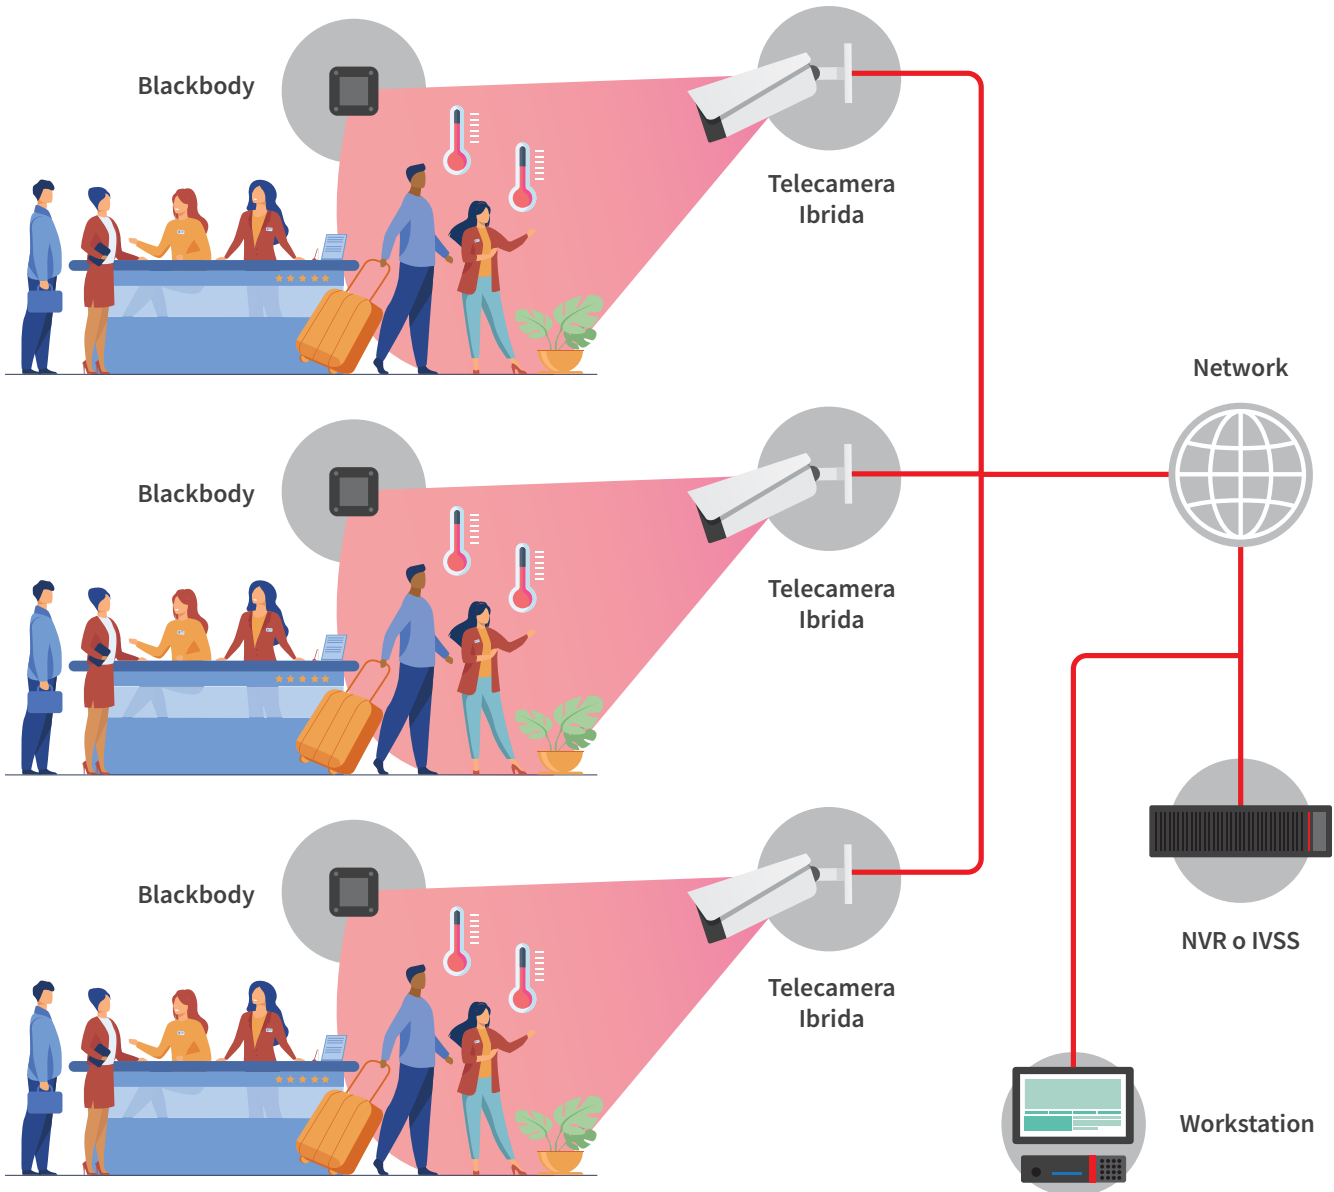 Blackbody
Telecamera
Ibrida
Network
Blackbody
Telecamera
Ibrida
Blackbody
NVR o IVSS
Telecamera
Ibrida
Workstation